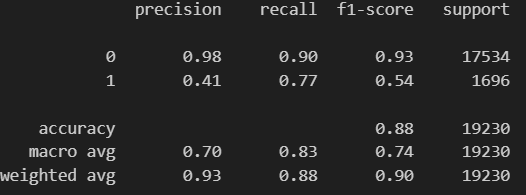 precision recall f1-score support
0 0.98 0.90 0.93 17534
1 0.41 0.77 0.54 1696
accuracy 0.88 19230
macro avg 0.70 0.83 0.74 19230
weighted avg 0.93 0.88 0.90 19230